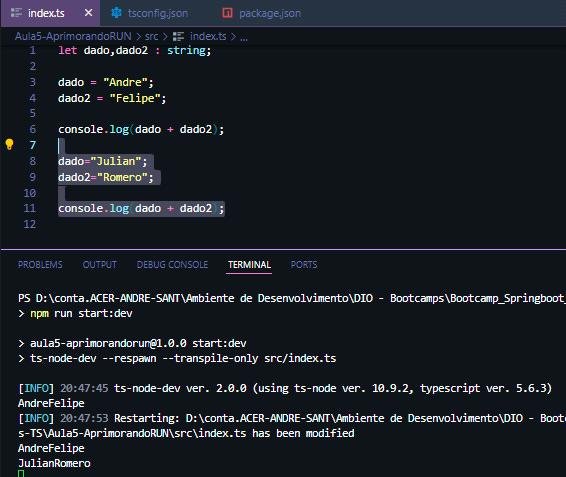 index.ts
tsconfig.json
package.json
Aula5-AprimorandoRUN > src > index.ts > ...
1 let dado,dado2 : string;
2
3 dado = "Andre";
4 dado2 = "Felipe";
5
6 console.log(dado + dado2);
7
8 dado="Julian";
9 dado2="Romero";
10
11 console.log(dado + dado2);
12
PROBLEMS OUTPUT DEBUG CONSOLE TERMINAL PORTS
PS D:\conta.ACER-ANDRE-SANT\Ambiente de Desenvolvimento\DIO - Bootcamps\Bootcamp_Springboot_
> npm run start:dev
> aula5-aprimorandorun@1.0.0 start:dev
> ts-node-dev --respawn --transpile-only src/index.ts
[INFO] 20:47:45 ts-node-dev ver. 2.0.0 (using ts-node ver. 10.9.2, typescript ver. 5.6.3)
AndreFelipe
[INFO] 20:47:53 Restarting: D:\conta.ACER-ANDRE-SANT\Ambiente de Desenvolvimento\DIO - Boot
s-TS\Aula5-AprimorandoRUN\src\index.ts has been modified
AndreFelipe
JulianRomero